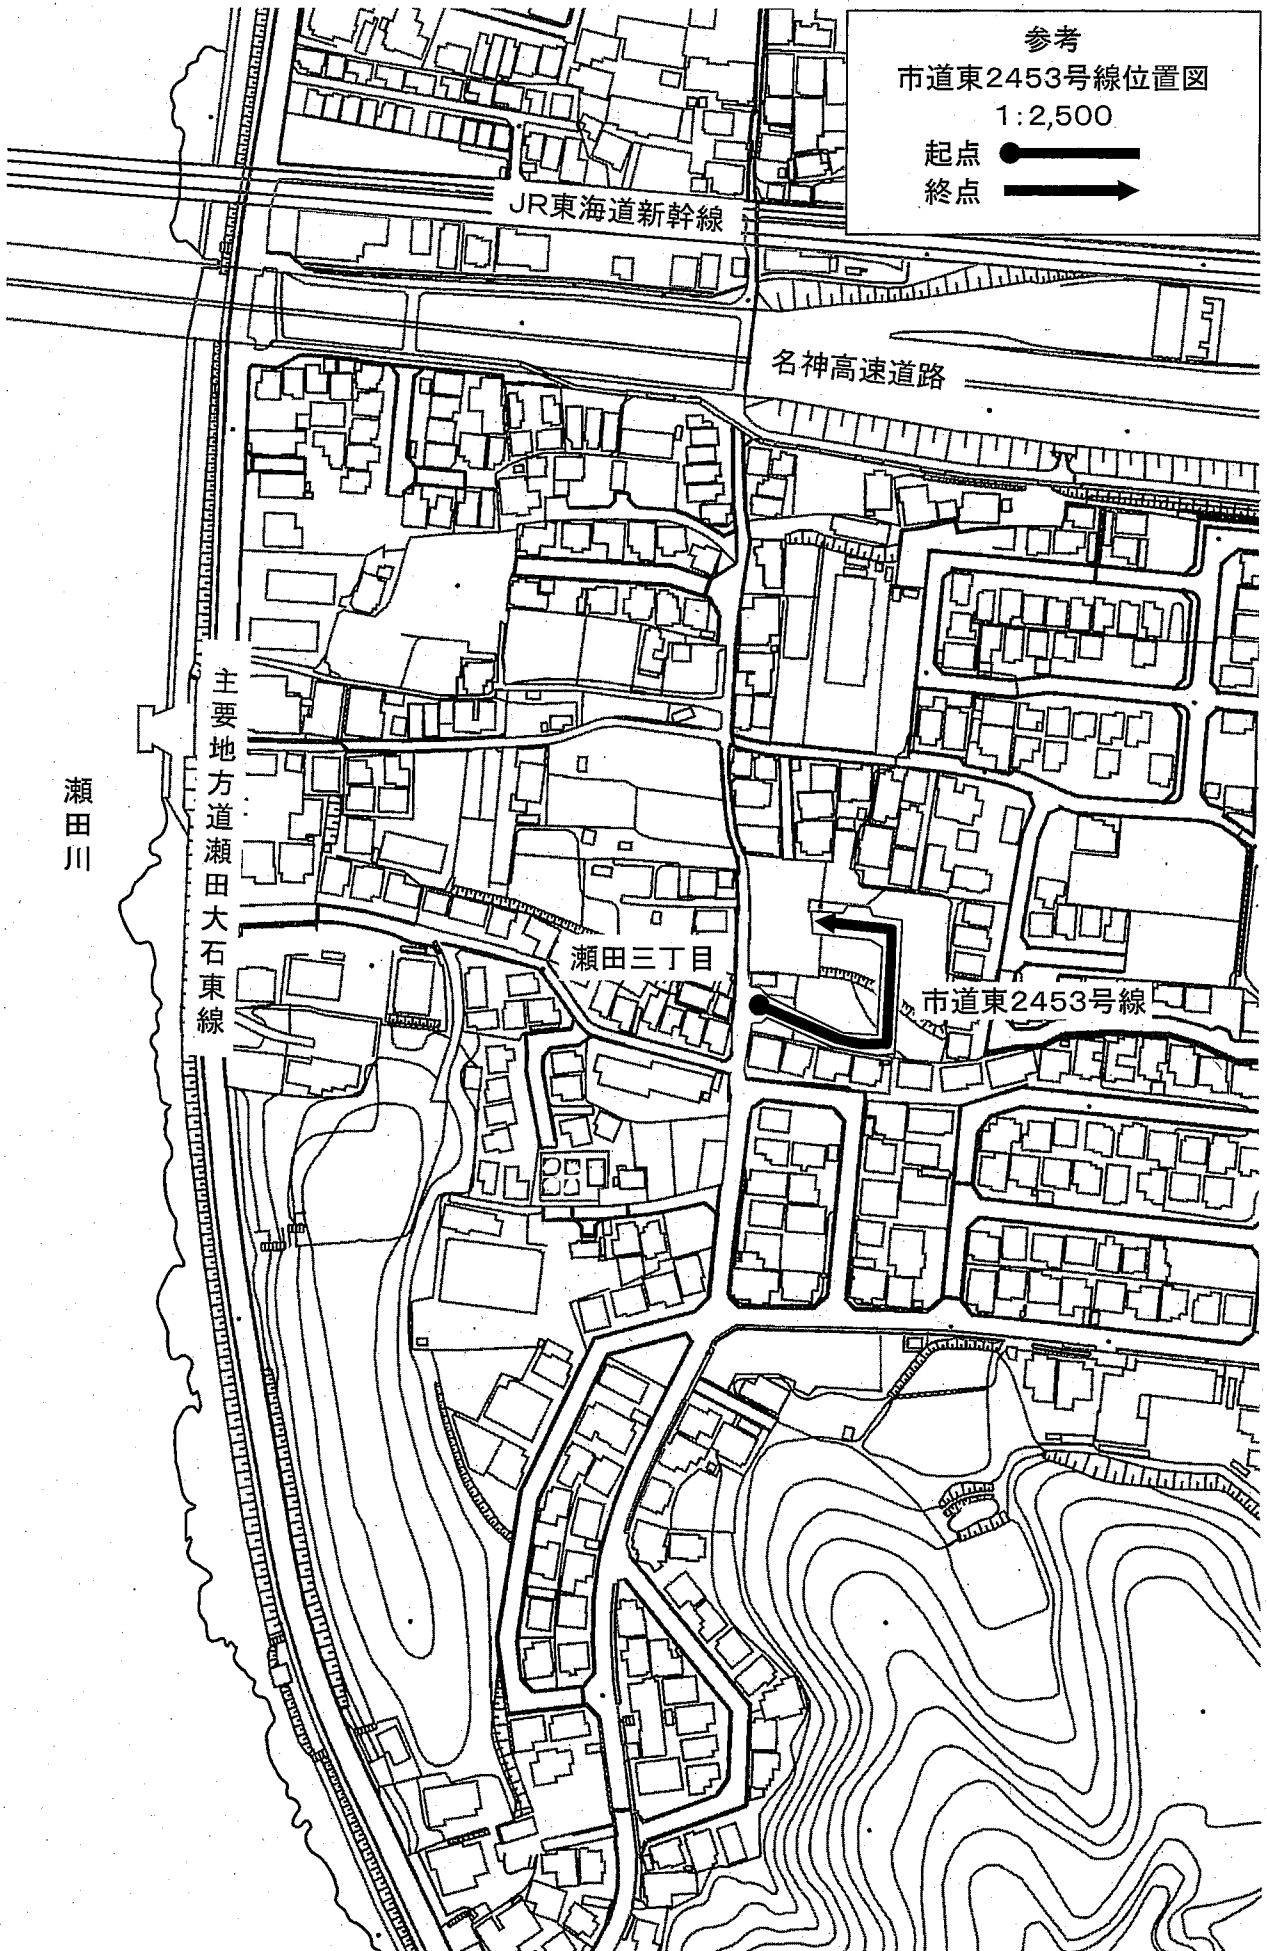 参考
市道東2453号線位置図
1:2,500
起点
終点
JR東海道新幹線
名神高速道路
主要地方道瀬田大石東線
瀬田川
瀬田三丁目
市道東2453号線